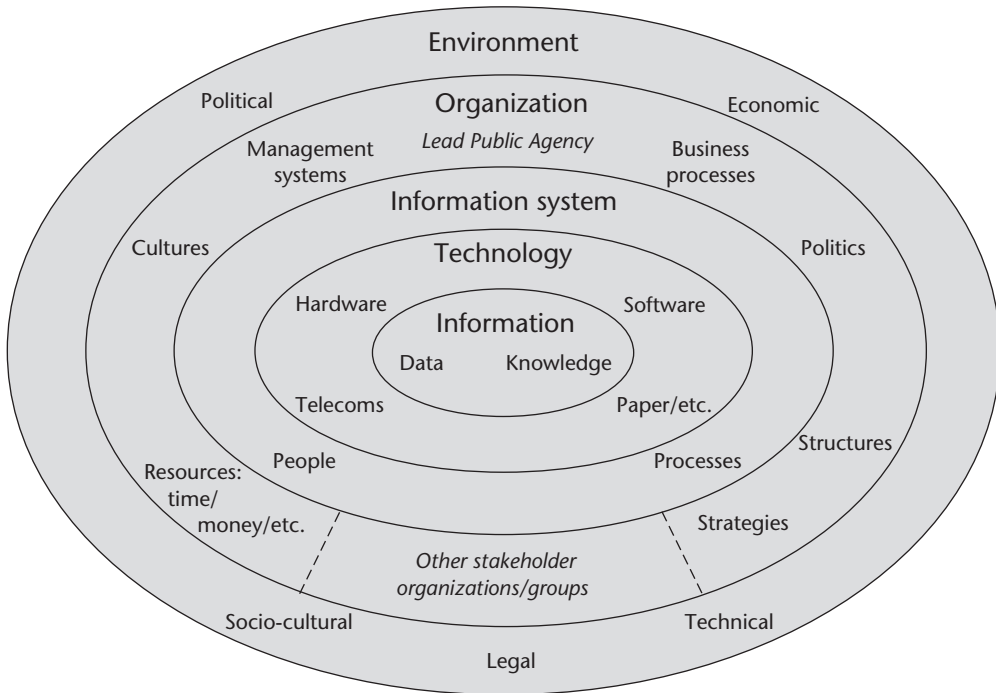 Environment
Political
Economic
Organization
Lead Public Agency
Management
systems
Business
processes
Information system
Cultures
Politics
Technology
Hardware
Software
Information
Data
Knowledge
Telecoms
Paper/etc.
People
Processes
Structures
Resources:
time/
money/etc.
Strategies
Other stakeholder
organizations/groups
Socio-cultural
Technical
Legal